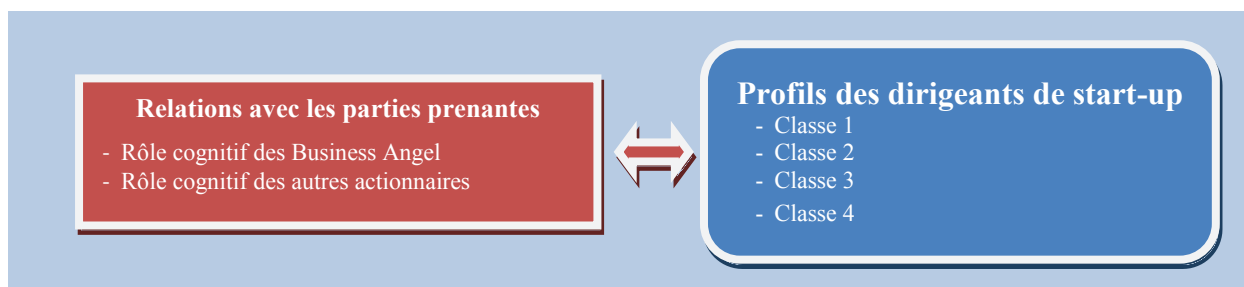 Relations avec les parties prenantes
- Rôle cognitif des Business Angel
- Rôle cognitif des autres actionnaires
Profils des dirigeants de start-up
- Classe 1
- Classe 2
- Classe 3
- Classe 4